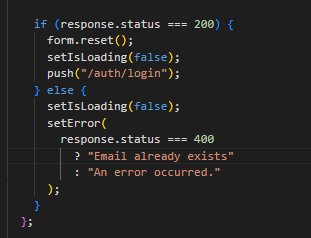 if (response.status === 200) {
form.reset();
setIsLoading(false);
push("/auth/login");
} else {
setIsLoading(false);
setError(
response.status === 400
? "Email already exists"
: "An error occurred."
);
}
};